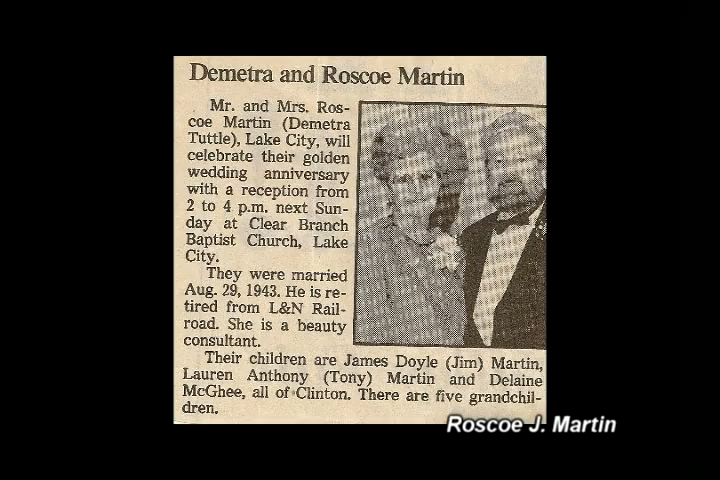 Demetra and Roscoe Martin
Mr. and Mrs. Ros-
coe Martin (Demetra
Tuttle), Lake City, will
celebrate their golden
wedding anniversary
with a reception from
2 to 4 p.m. next Sun-
day at Clear Branch
Baptist Church, Lake
City.
They were married
Aug. 29, 1943. He is re-
tired from L&N Rail-
road. She is a beauty
consultant.
Their children are James Doyle (Jim) Martin,
Lauren Anthony (Tony) Martin and Delaine
McGhee, all of Clinton. There are five grandchil-
dren.
Roscoe J. Martin